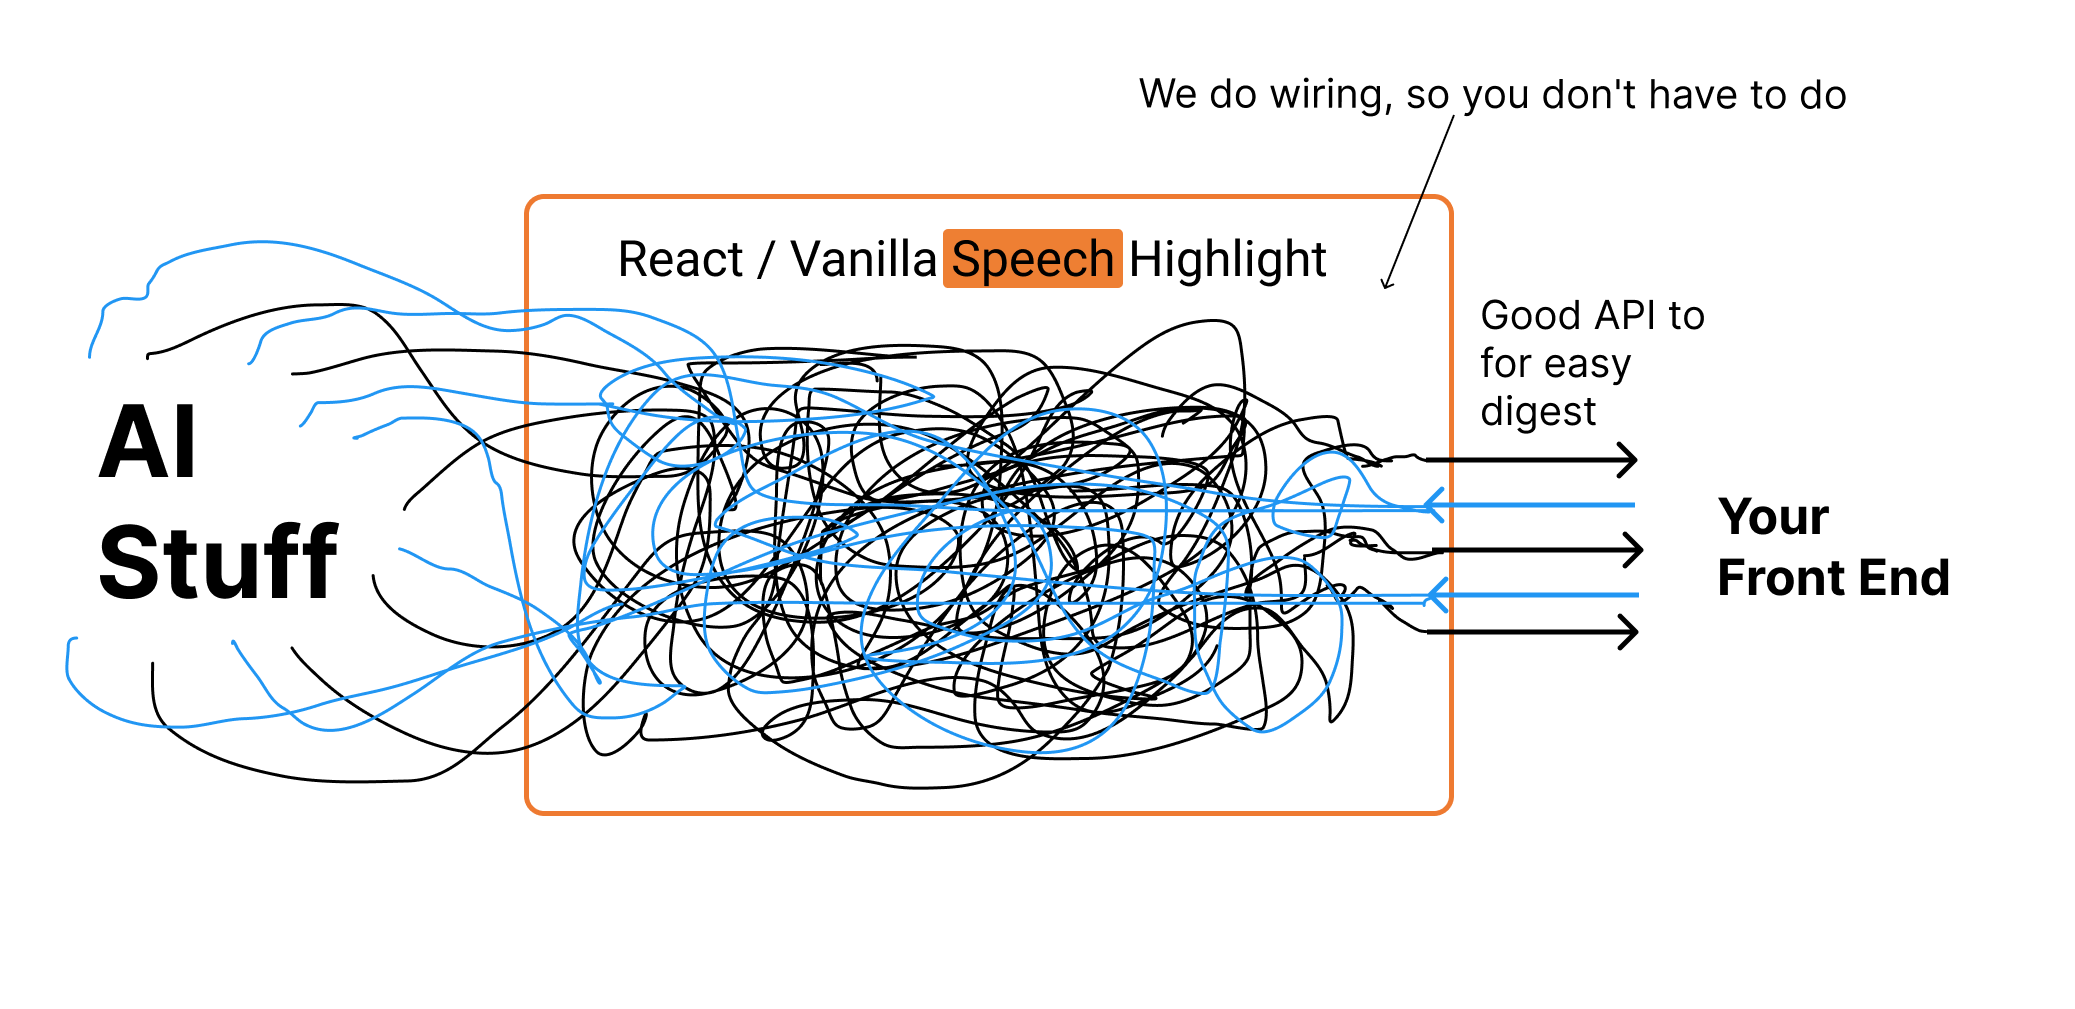 We do wiring, so you don't have to do
React / Vanilla Speech Highlight
Good API to
for easy
digest
AI
Stuff
Your
Front End